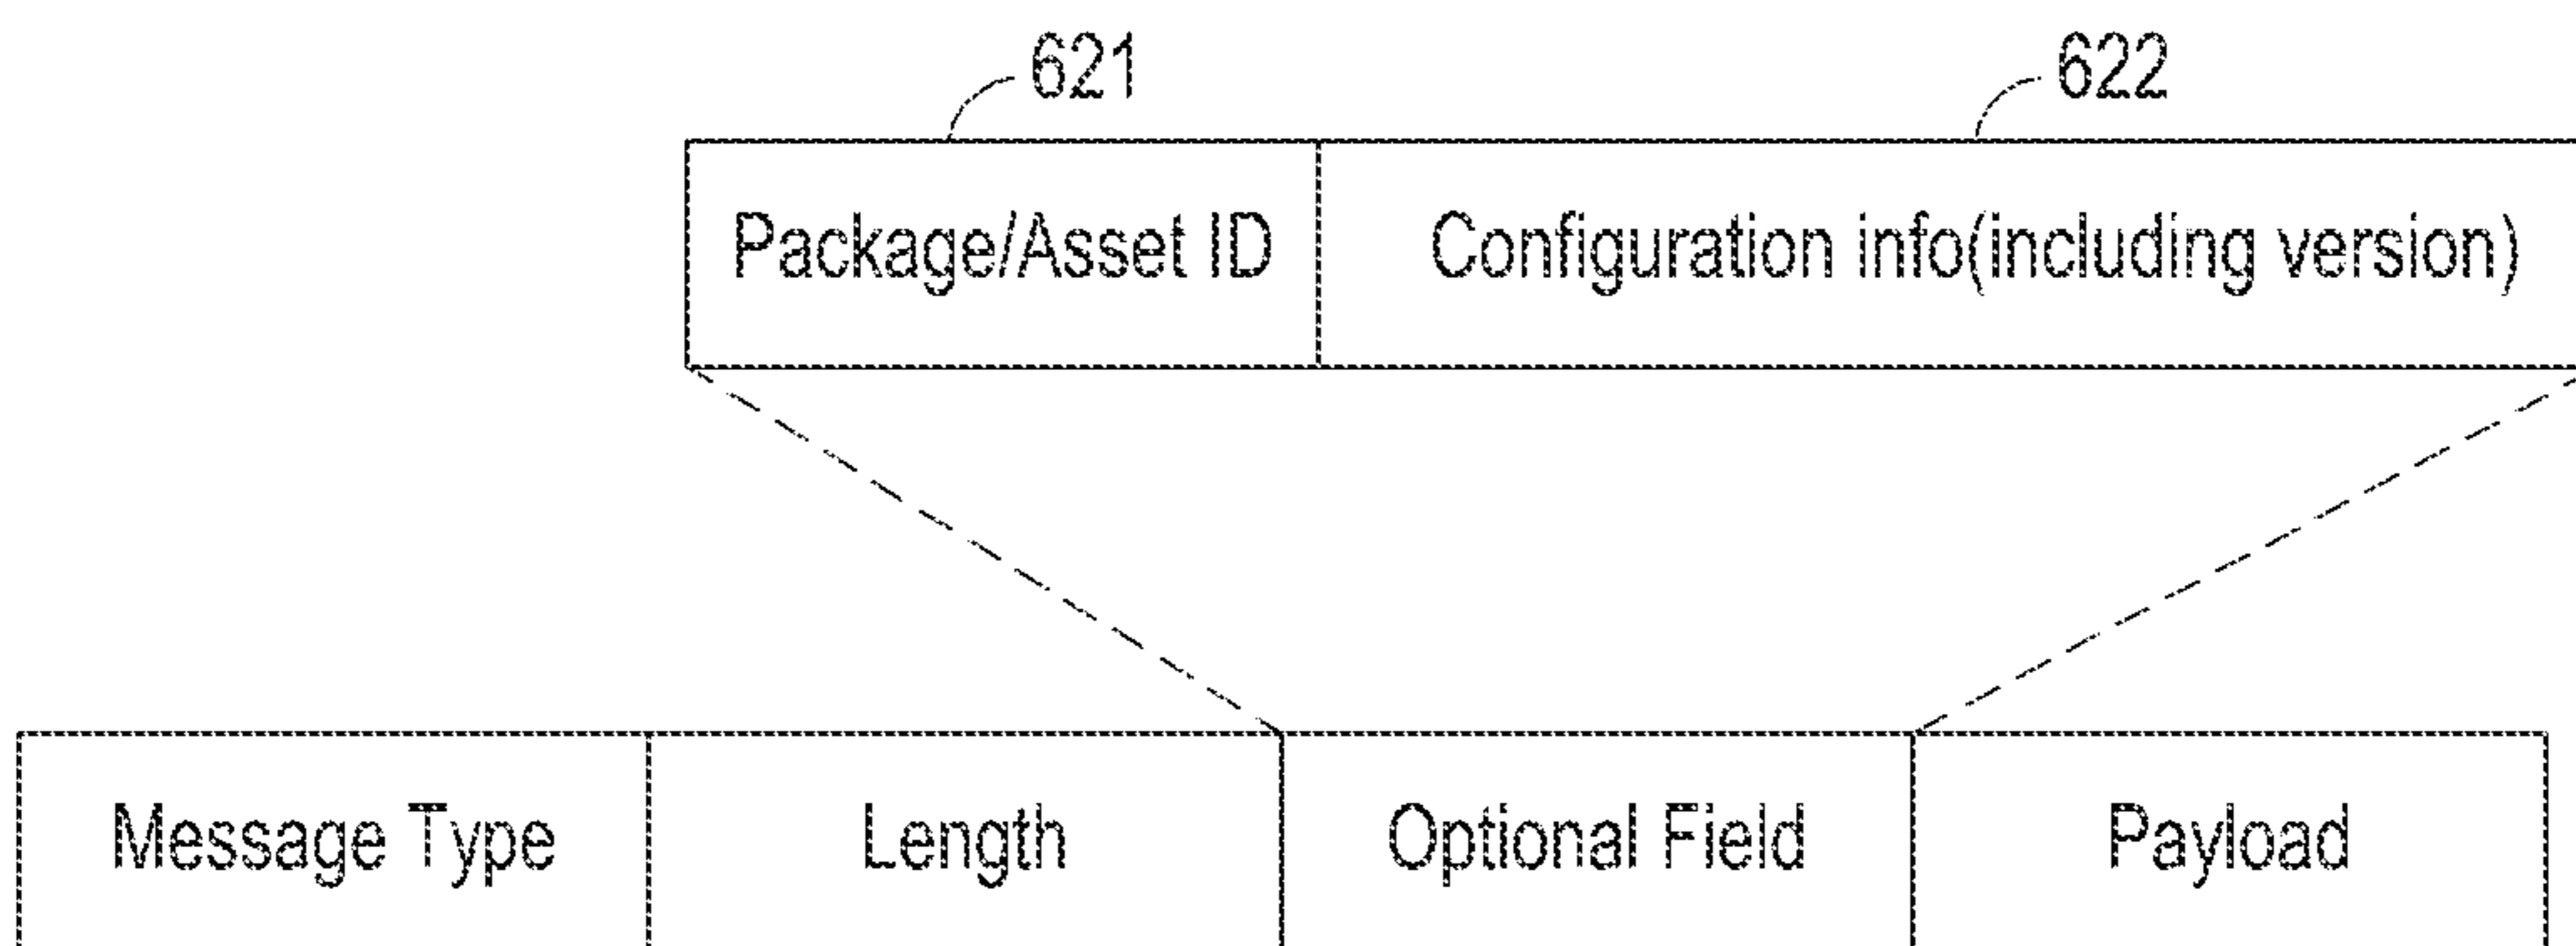 621
622
Package/Asset ID
Configuration info(including version)
Message Type
Length
Optional Field
Payload